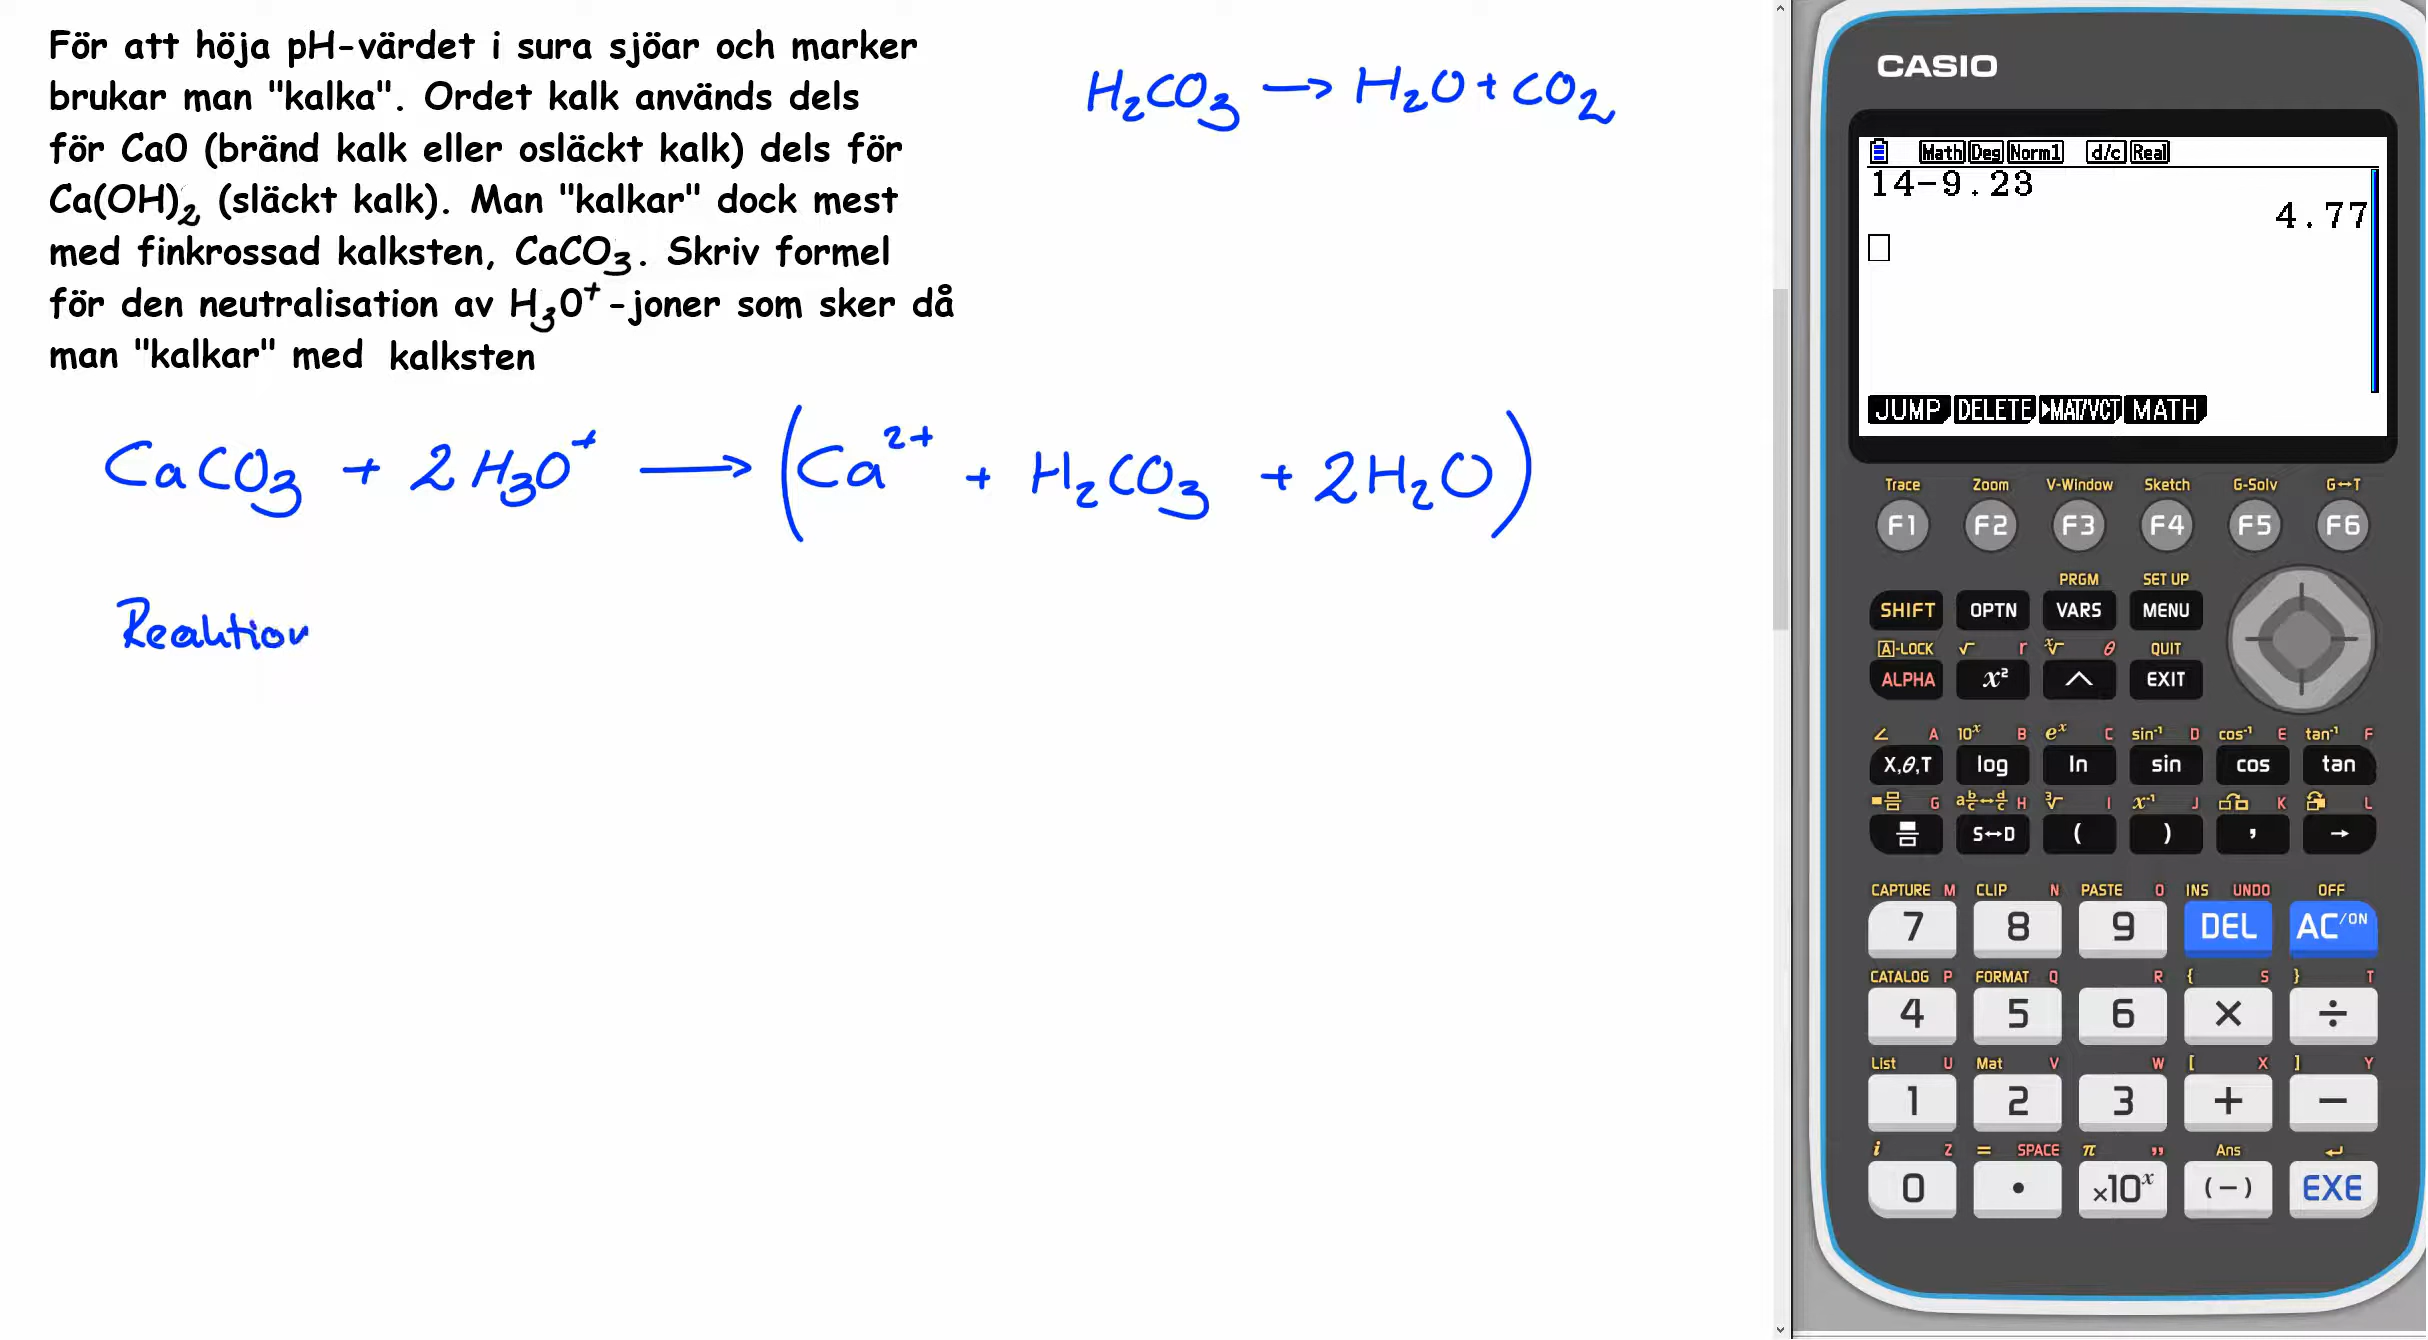 För att höja pH-värdet i sura sjöar och marker
brukar man "kalka". Ordet kalk används dels
för CaO (bränd kalk eller osläckt kalk) dels för
Ca(OH)₂ (släckt kalk). Man "kalkar" dock mest
med finkrossad kalksten, CaCO₃. Skriv formel
för den neutralisation av H₃O⁺-joner som sker då
man "kalkar" med kalksten
H₂CO₃ → H₂O + CO₂
CaCO₃ + 2H₃O⁺ → (Ca²⁺ + H₂CO₃ + 2H₂O)
Reaktion
CASIO
Math Deg Norm1 d/c Real
14-9.23
4.77
JUMP DELETE ►MAT/VCT MATH
Trace Zoom V-Window Sketch G-Solv G↔T
F1 F2 F3 F4 F5 F6
PRGM SET UP
SHIFT OPTN VARS MENU
A-LOCK √ r ˣ√ θ QUIT
ALPHA x² ^ EXIT
∠ A 10ˣ B eˣ C sin⁻¹ D cos⁻¹ E tan⁻¹ F
X,θ,T log ln sin cos tan
G a b/c↔d/c H ³√ I x⁻¹ J K L
S↔D ( ) , →
CAPTURE M CLIP N PASTE O INS UNDO OFF
7 8 9 DEL AC/ON
CATALOG P FORMAT Q R { S } T
4 5 6 × ÷
List U Mat V W [ X ] Y
1 2 3 + −
i Z = SPACE π " Ans ↵
0 • ×10ˣ (−) EXE